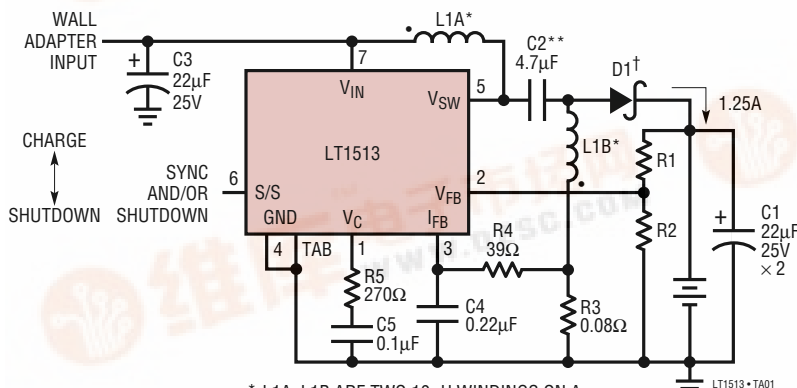 WALL
ADAPTER
INPUT
L1A*
C3
22µF
25V
7
VIN
5
VSW
C2**
4.7µF
D1†
1.25A
CHARGE
SHUTDOWN
SYNC
AND/OR
SHUTDOWN
6
S/S
LT1513
L1B*
R1
VFB
2
GND
VC
IFB
4
TAB
1
3
R4
39Ω
R2
C1
22µF
25V
× 2
R5
270Ω
C5
0.1µF
C4
0.22µF
R3
0.08Ω
LT1513 • TA01
* L1A, L1B ARE TWO 10 H WINDINGS ON A